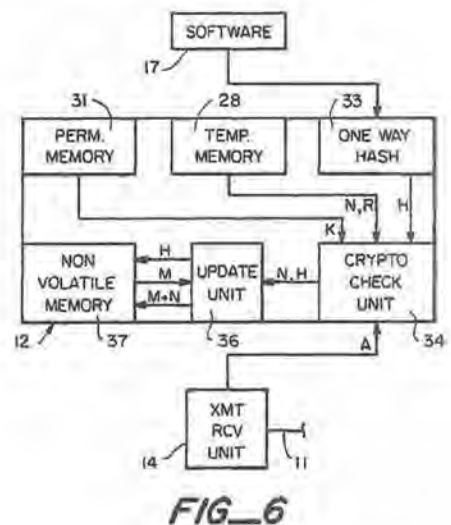 SOFTWARE
17
31
28
33
PERM.
MEMORY
TEMP.
MEMORY
ONE WAY
HASH
N,R
H
K
NON
VOLATILE
MEMORY
37
H
M
M+N
UPDATE
UNIT
36
N,H
CRYPTO
CHECK
UNIT
34
12
A
XMT
RCV
UNIT
14
11
FIG_6